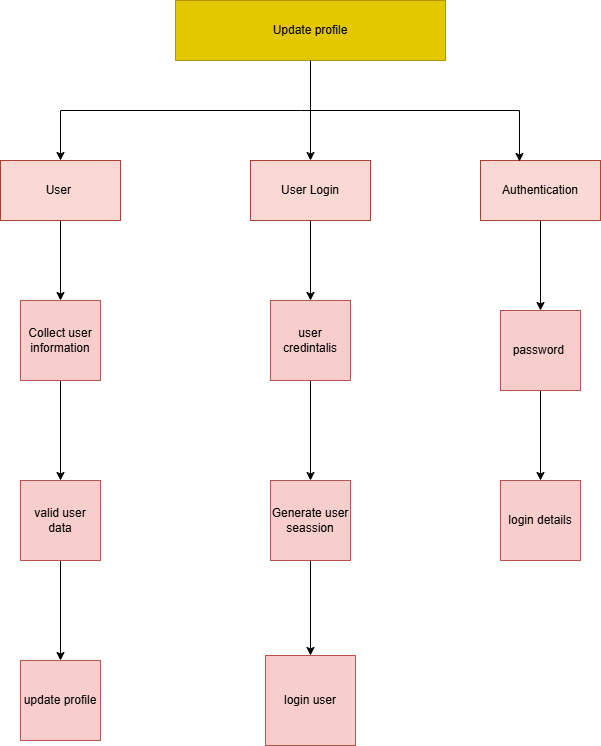 Update profile
User
User Login
Authentication
Collect user
information
user
credintalis
password
valid user
data
Generate user
seassion
login details
update profile
login user